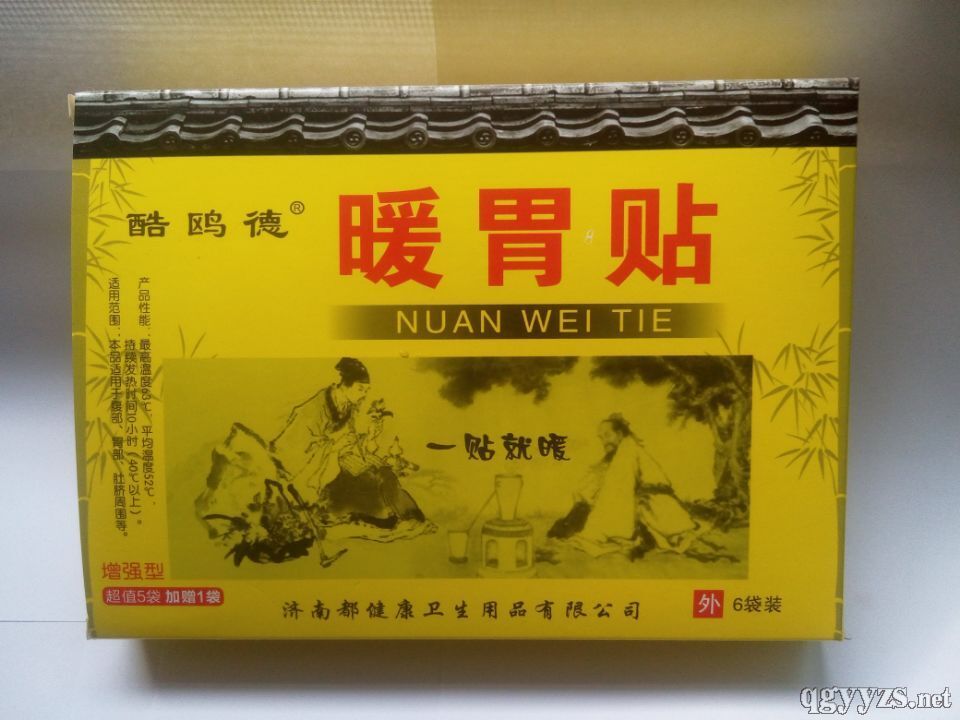 酷鸥德®
暖胃贴
NUAN WEI TIE
产品性能：最高温度63℃，平均温度52℃，
持续发热时间10小时（40℃以上）。
适用范围：本品适用于腹部、胃部、肚脐周围等。
一贴就暖
增强型
超值5袋 加赠1袋
济南都健康卫生用品有限公司
外
6袋装
qgyyzs.net